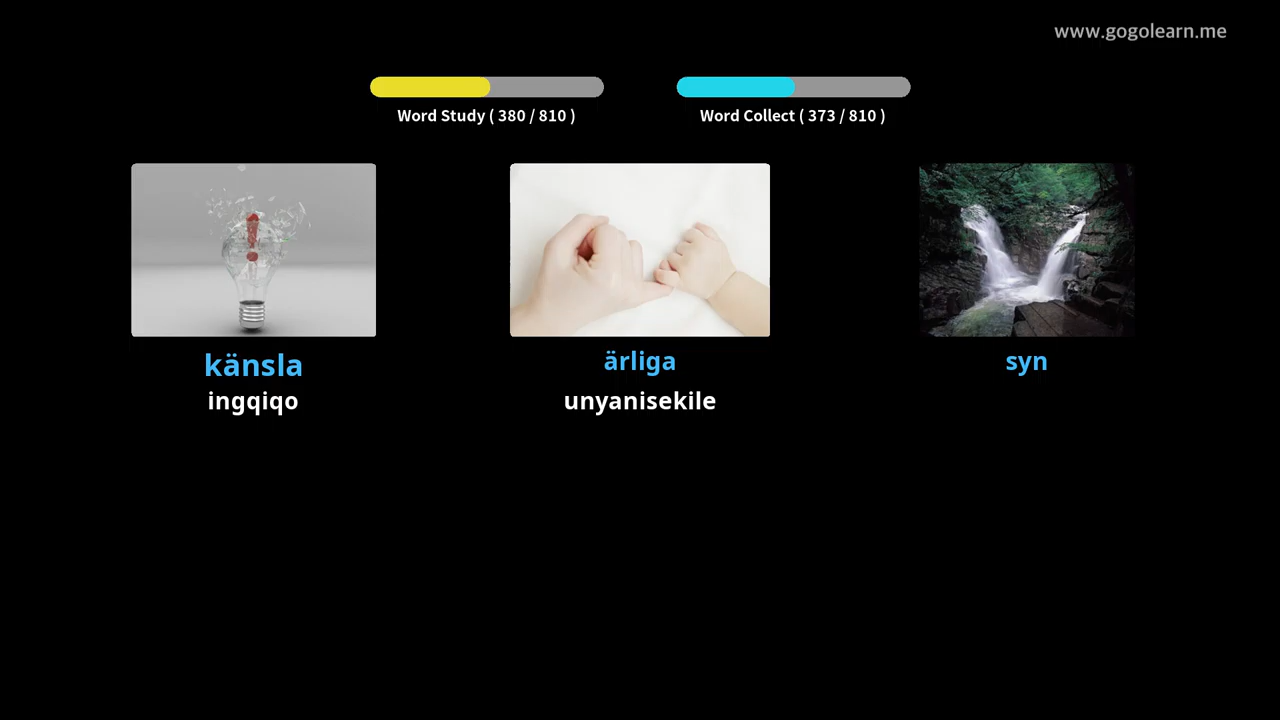 www.gogolearn.me
Word Study ( 380 / 810 )
Word Collect ( 373 / 810 )
känsla
ingqiqo
ärliga
unyanisekile
syn